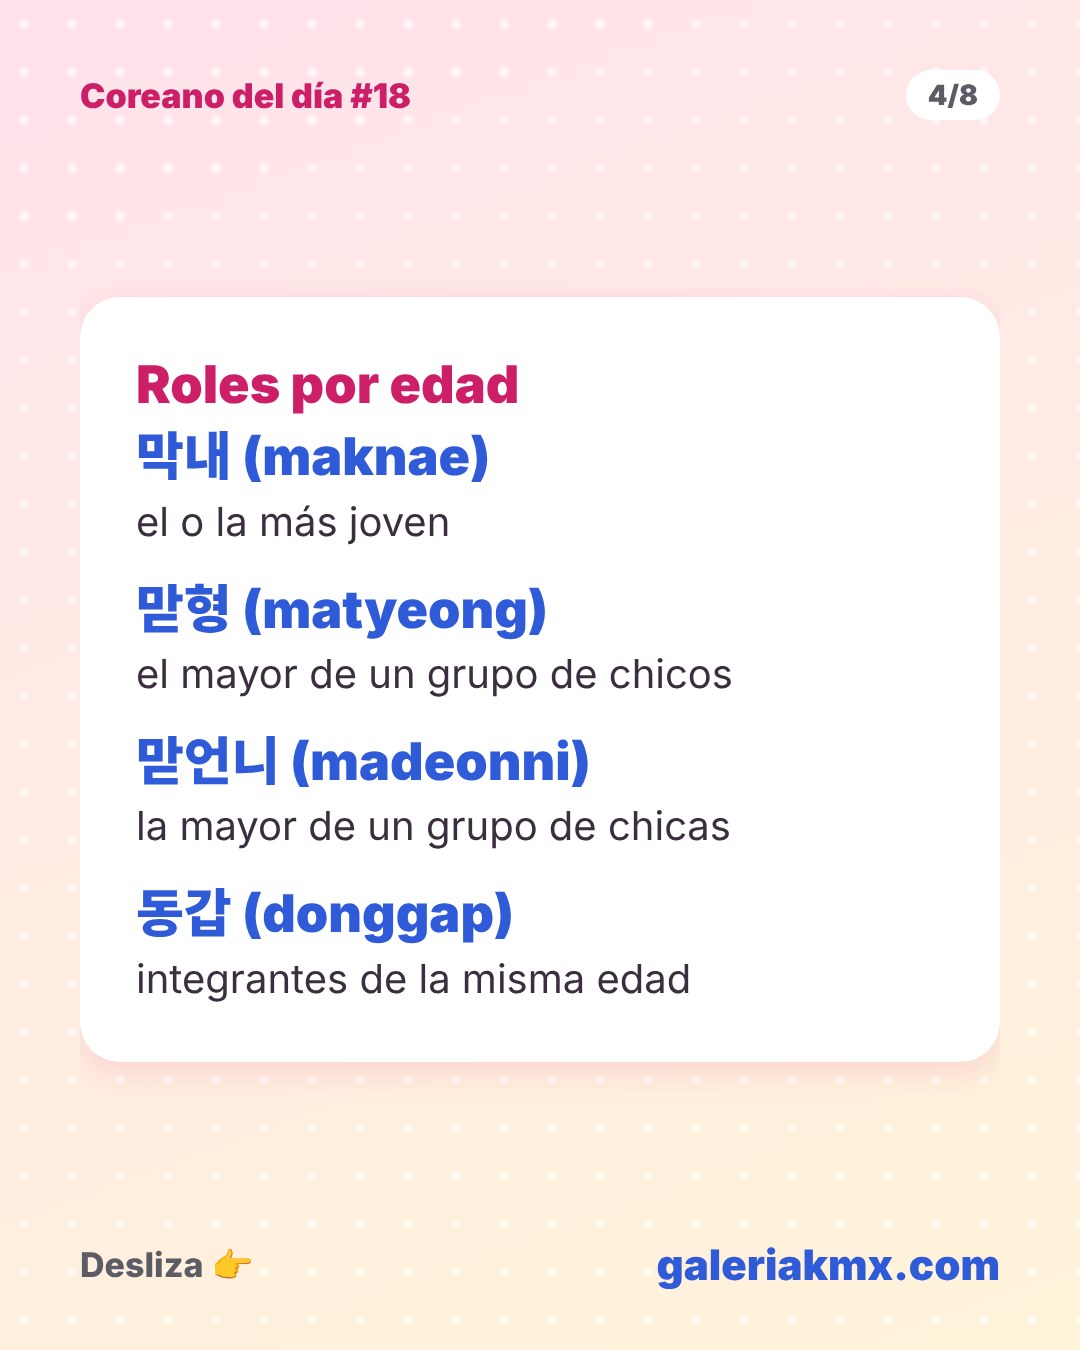 Coreano del día #18
4/8
Roles por edad
막내 (maknae)
el o la más joven
맏형 (matyeong)
el mayor de un grupo de chicos
맏언니 (madeonni)
la mayor de un grupo de chicas
동갑 (donggap)
integrantes de la misma edad
Desliza 👉
galeriakmx.com